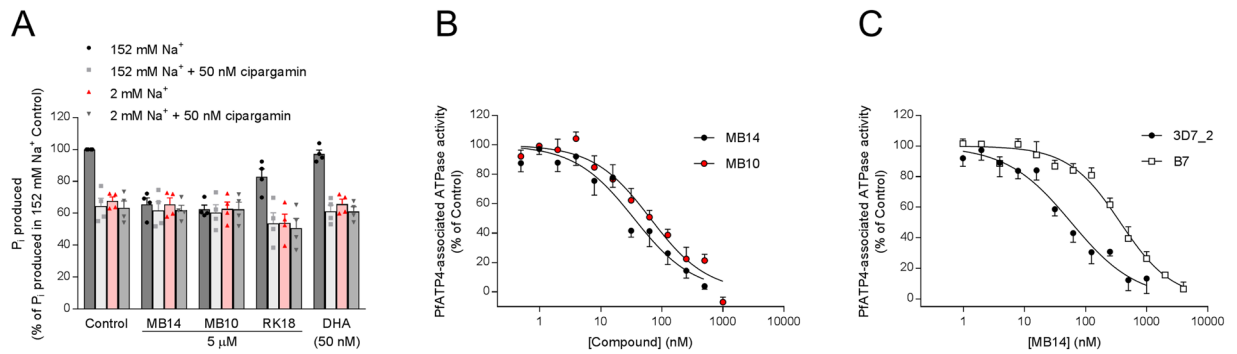 A
152 mM Na⁺
152 mM Na⁺ + 50 nM cipargamin
2 mM Na⁺
2 mM Na⁺ + 50 nM cipargamin
Pᵢ produced
(% of Pᵢ produced in 152 mM Na⁺ Control)
120
100
80
60
40
20
0
Control
MB14
MB10
RK18
DHA
5 µM
(50 nM)
B
PfATP4-associated ATPase activity
(% of Control)
120
100
80
60
40
20
0
MB14
MB10
1
10
100
1000
10000
[Compound] (nM)
C
PfATP4-associated ATPase activity
(% of Control)
120
100
80
60
40
20
0
3D7_2
B7
1
10
100
1000
10000
[MB14] (nM)